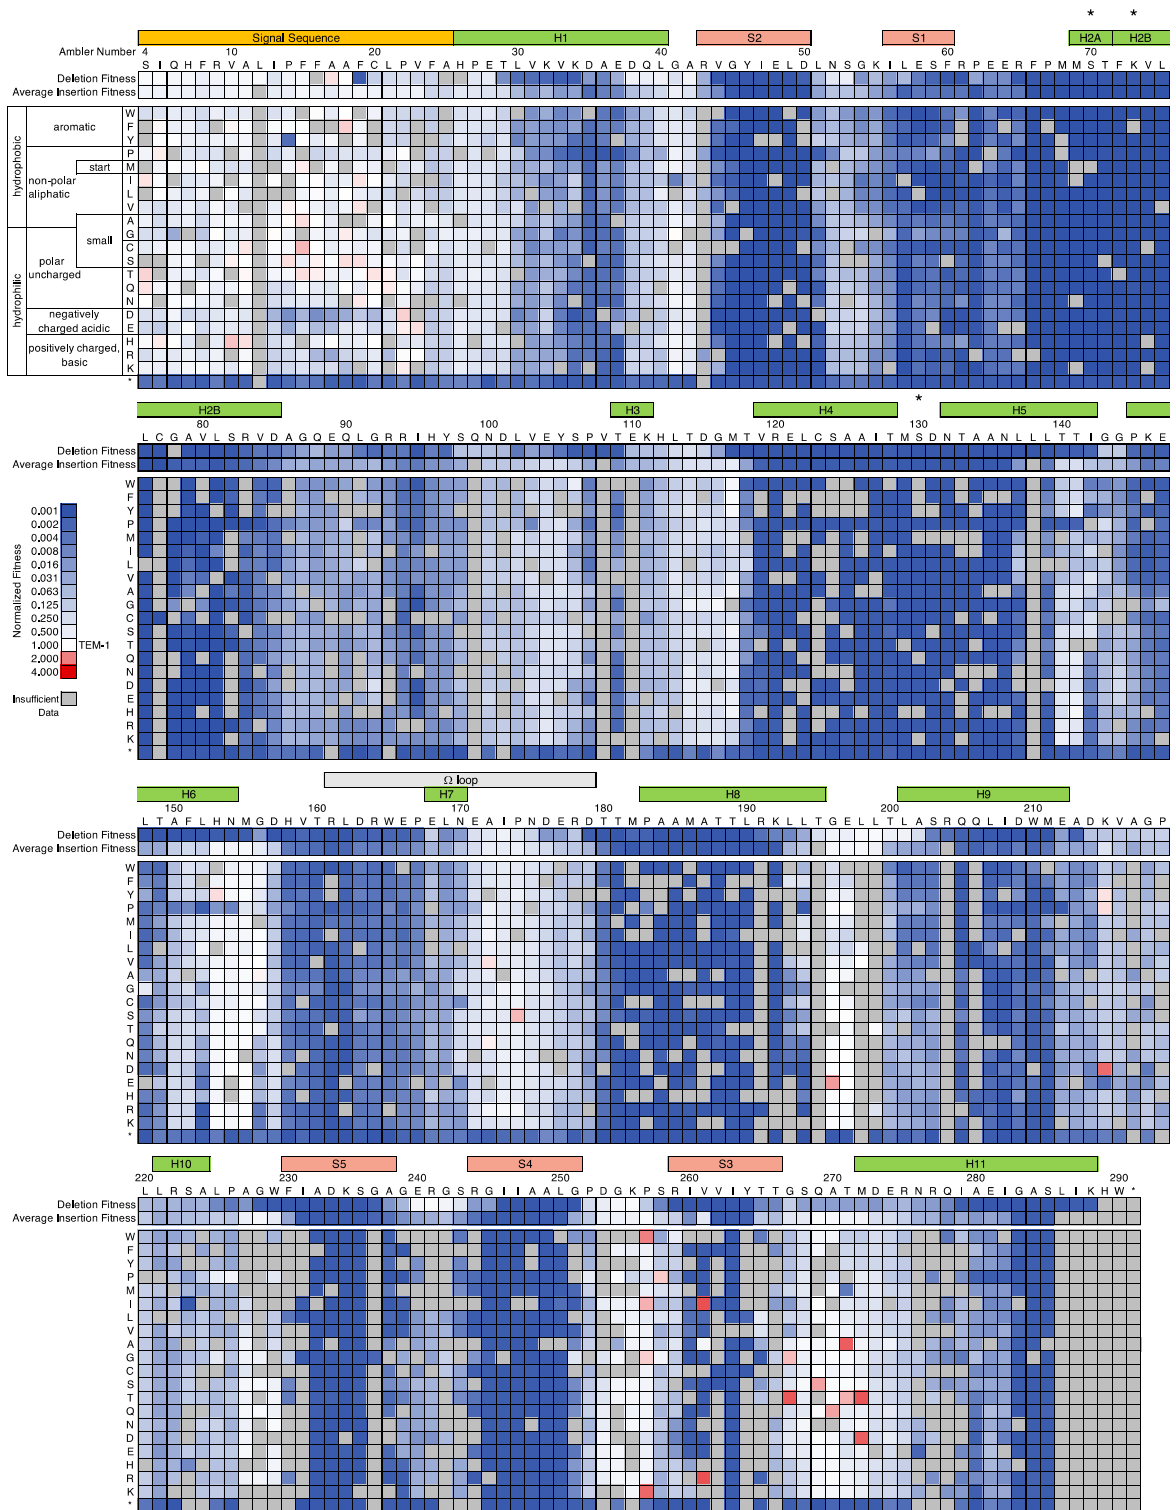 * *
Signal Sequence H1 S2 S1 H2A H2B
Ambler Number 4 10 20 30 40 50 60 70
S I Q H F R V A L I P F F A A F C L P V F A H P E T L V K V K D A E D Q L G A R V G Y I E L D L N S G K I L E S F R P E E R F P M M S T F K V L
Deletion Fitness
Average Insertion Fitness
hydrophobic
hydrophilic
aromatic
non-polar aliphatic
start
small
polar uncharged
negatively charged acidic
positively charged, basic
W
F
Y
P
M
I
L
V
A
G
C
S
T
Q
N
D
E
H
R
K
*
*
H2B H3 H4 H5
80 90 100 110 120 130 140
L C G A V L S R V D A G Q E Q L G R R I H Y S Q N D L V E Y S P V T E K H L T D G M T V R E L C S A A I T M S D N T A A N L L L T T I G G P K E
Deletion Fitness
Average Insertion Fitness
W
F
Y
P
M
I
L
V
A
G
C
S
T
Q
N
D
E
H
R
K
*
Normalized Fitness
0.001
0.002
0.004
0.008
0.016
0.031
0.063
0.125
0.250
0.500
1.000 TEM-1
2.000
4.000
Insufficient Data
Ω loop
H6 H7 H8 H9
150 160 170 180 190 200 210
L T A F L H N M G D H V T R L D R W E P E L N E A I P N D E R D T T M P A A M A T T L R K L L T G E L L T L A S R Q Q L I D W M E A D K V A G P
Deletion Fitness
Average Insertion Fitness
W
F
Y
P
M
I
L
V
A
G
C
S
T
Q
N
D
E
H
R
K
*
H10 S5 S4 S3 H11
220 230 240 250 260 270 280 290
L L R S A L P A G W F I A D K S G A G E R G S R G I I A A L G P D G K P S R I V V I Y T T G S Q A T M D E R N R Q I A E I G A S L I K H W *
Deletion Fitness
Average Insertion Fitness
W
F
Y
P
M
I
L
V
A
G
C
S
T
Q
N
D
E
H
R
K
*